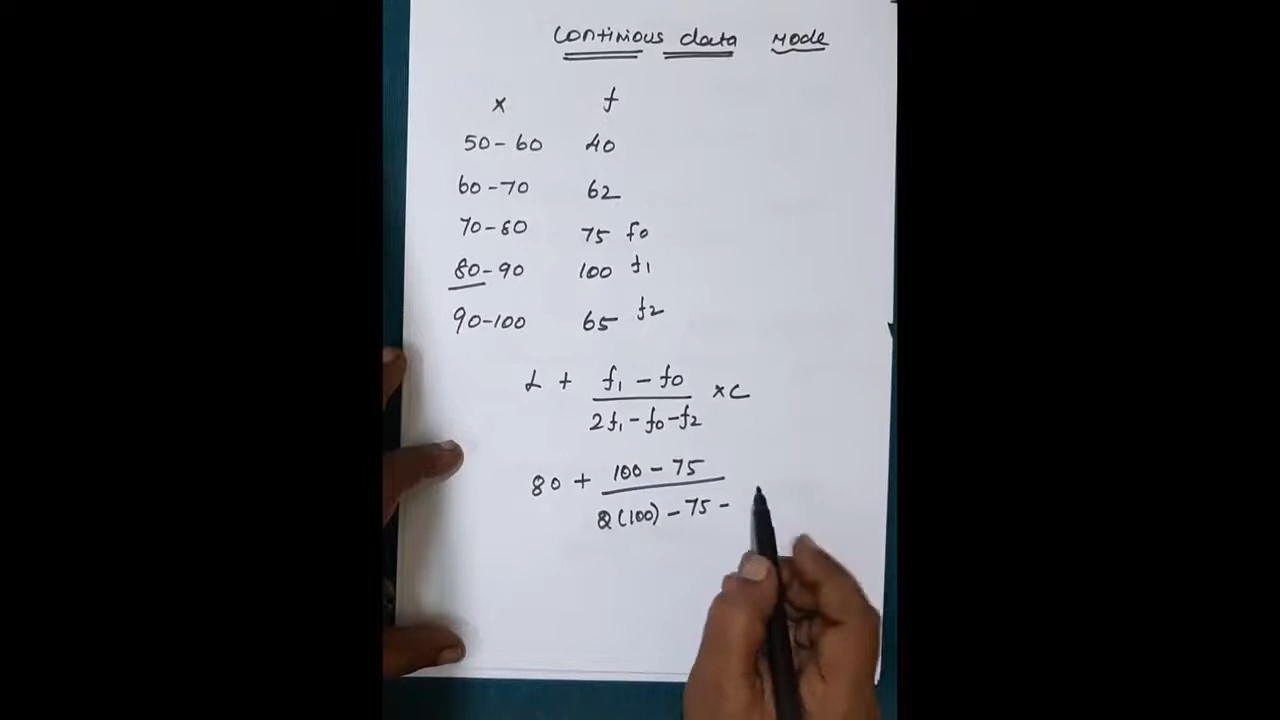 Continious data Mode
x f
50-60 40
60-70 62
70-80 75 f0
80-90 100 f1
90-100 65 f2
L + f1 - f0 / 2f1 - f0 - f2 × C
80 + 100 - 75 / 2(100) - 75 -